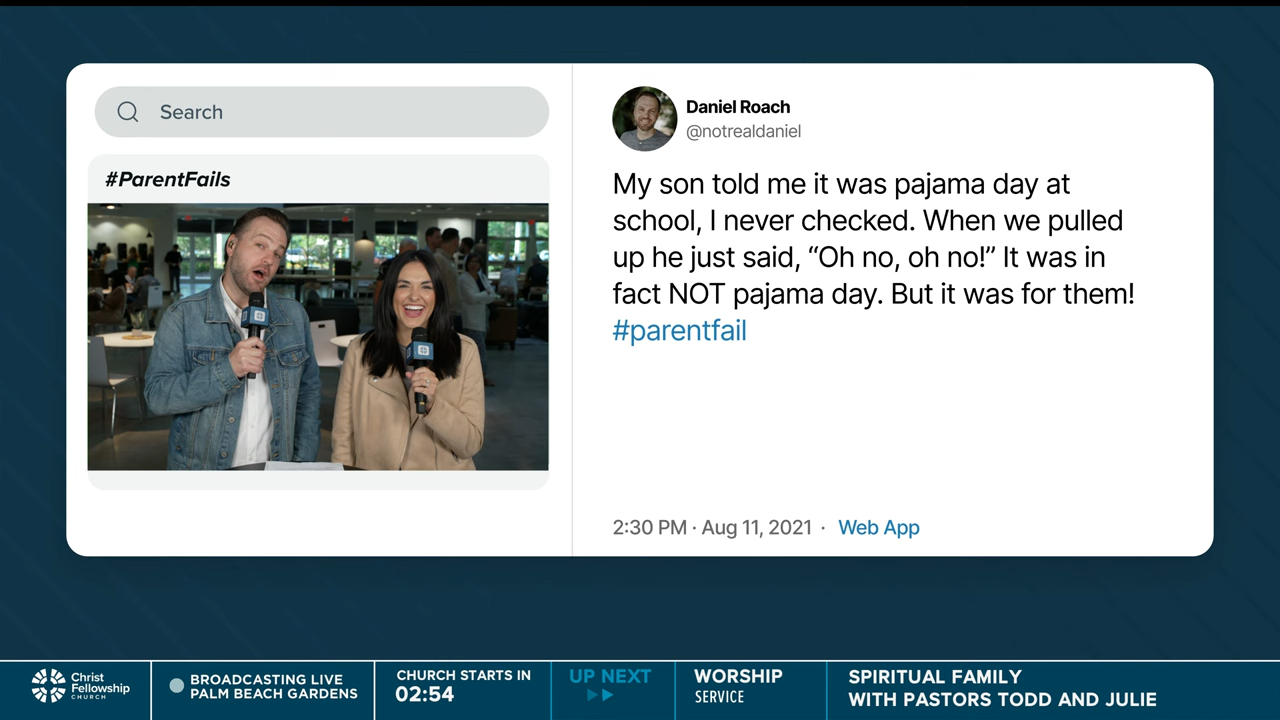 Search
#ParentFails
Daniel Roach
@notrealdaniel
My son told me it was pajama day at
school, I never checked. When we pulled
up he just said, “Oh no, oh no!” It was in
fact NOT pajama day. But it was for them!
#parentfail
2:30 PM · Aug 11, 2021 · Web App
Christ
Fellowship
CHURCH
BROADCASTING LIVE
PALM BEACH GARDENS
CHURCH STARTS IN
02:54
UP NEXT
WORSHIP
SERVICE
SPIRITUAL FAMILY
WITH PASTORS TODD AND JULIE